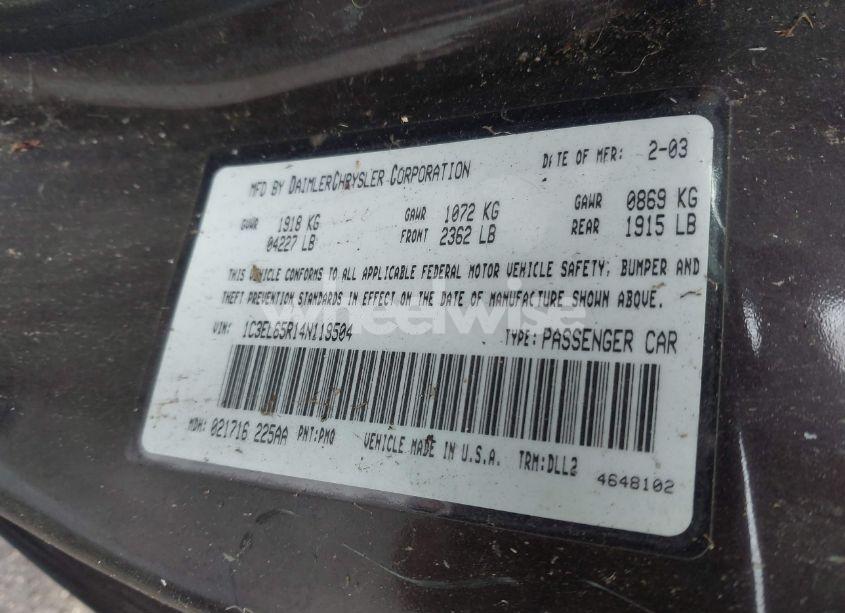 MFD BY DAIMLERCHRYSLER CORPORATION DATE OF MFR: 2-03
GVWR 1918 KG GAWR 1072 KG GAWR 0869 KG
04227 LB FRONT 2362 LB REAR 1915 LB
THIS VEHICLE CONFORMS TO ALL APPLICABLE FEDERAL MOTOR VEHICLE SAFETY, BUMPER AND
THEFT PREVENTION STANDARDS IN EFFECT ON THE DATE OF MANUFACTURE SHOWN ABOVE.
wheelwise
VIN: 1C3EL65R14N119504 TYPE: PASSENGER CAR
MDH: 021716 225AA PNT:PMQ VEHICLE MADE IN U.S.A. TRM:DLL2
4648102